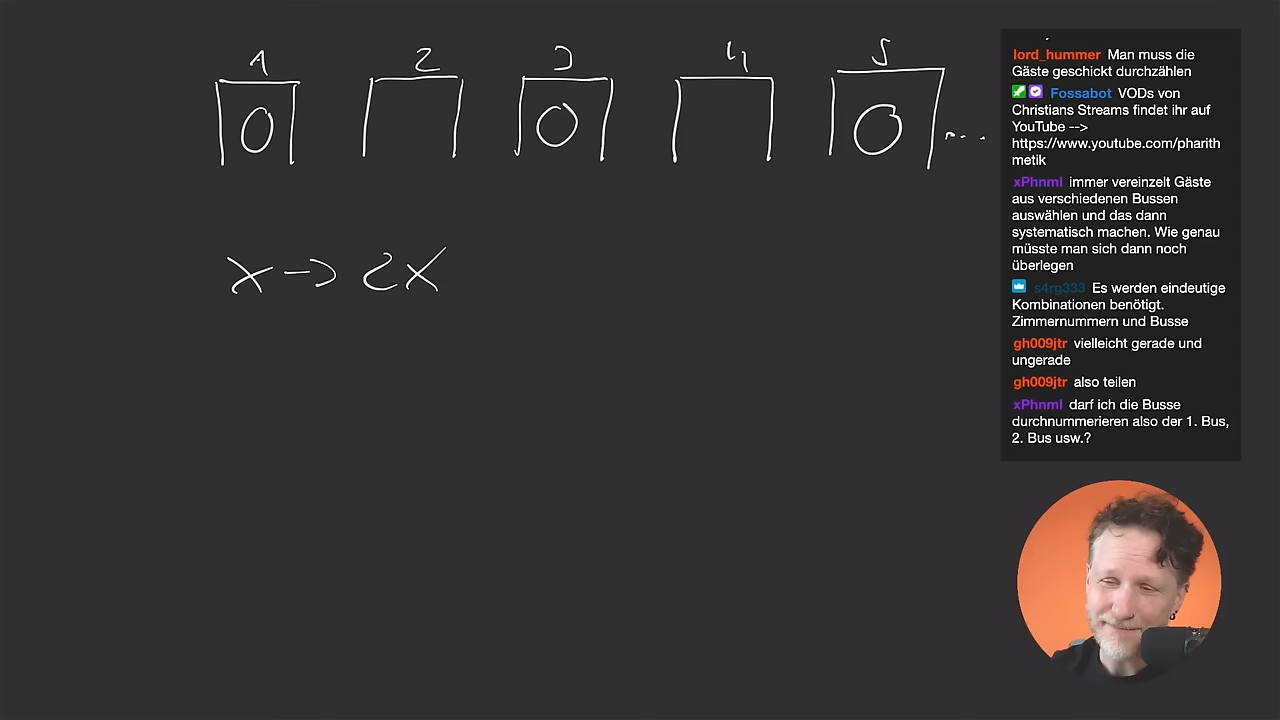 1 2 3 4 5
0 0 0 ...
x → 2x
lord_hummer Man muss die
Gäste geschickt durchzählen
Fossabot VODs von
Christians Streams findet ihr auf
YouTube -->
https://www.youtube.com/pharith
metik
xPhnml immer vereinzelt Gäste
aus verschiedenen Bussen
auswählen und das dann
systematisch machen. Wie genau
müsste man sich dann noch
überlegen
s4rg333 Es werden eindeutige
Kombinationen benötigt.
Zimmernummern und Busse
gh009jtr vielleicht gerade und
ungerade
gh009jtr also teilen
xPhnml darf ich die Busse
durchnummerieren also der 1. Bus,
2. Bus usw.?